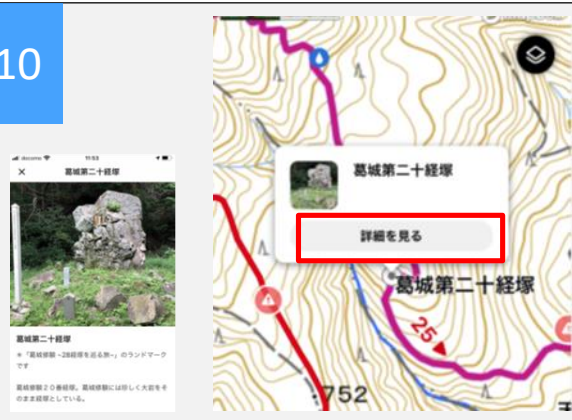 10
docomo 11:53
× 葛城第二十経塚
葛城第二十経塚
＊「葛城修験 ~28経塚を巡る旅~」のランドマーク
です
葛城修験２０番経塚。葛城修験には珍しく大岩をそ
のまま経塚としている。
葛城第二十経塚
詳細を見る
葛城第二十経塚
25
752